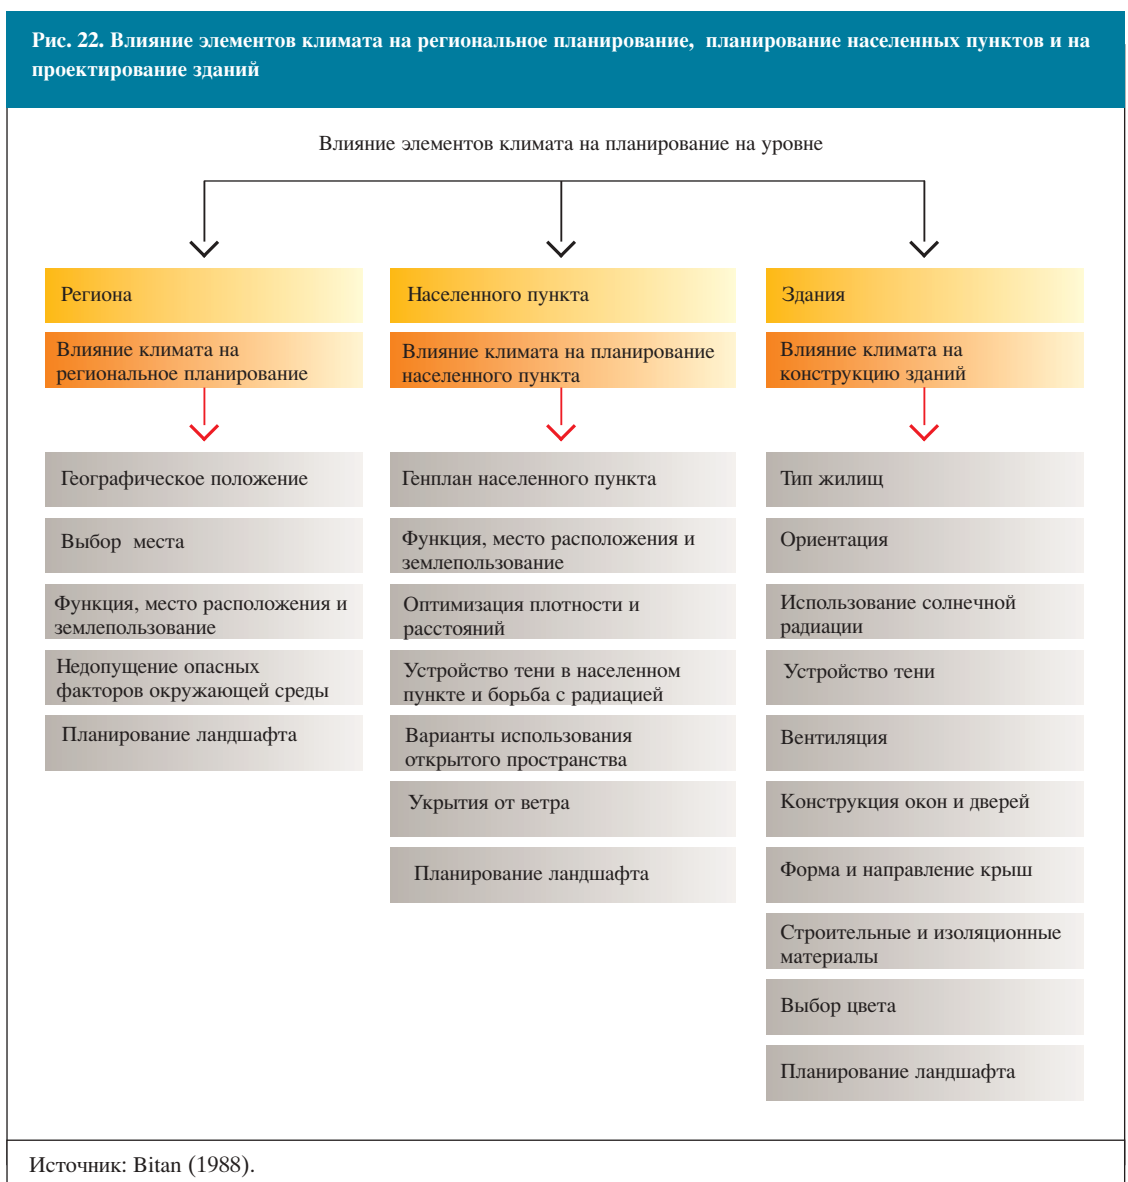 Рис. 22. Влияние элементов климата на региональное планирование, планирование населенных пунктов и на
проектирование зданий
Влияние элементов климата на планирование на уровне
Региона
Влияние климата на
региональное планирование
Географическое положение
Выбор места
Функция, место расположения и
землепользование
Недопущение опасных
факторов окружающей среды
Планирование ландшафта
Населенного пункта
Влияние климата на планирование
населенного пункта
Генплан населенного пункта
Функция, место расположения и
землепользование
Оптимизация плотности и
расстояний
Устройство тени в населенном
пункте и борьба с радиацией
Варианты использования
открытого пространства
Укрытия от ветра
Планирование ландшафта
Здания
Влияние климата на
конструкцию зданий
Тип жилищ
Ориентация
Использование солнечной
радиации
Устройство тени
Вентиляция
Конструкция окон и дверей
Форма и направление крыш
Строительные и изоляционные
материалы
Выбор цвета
Планирование ландшафта
Источник: Bitan (1988).